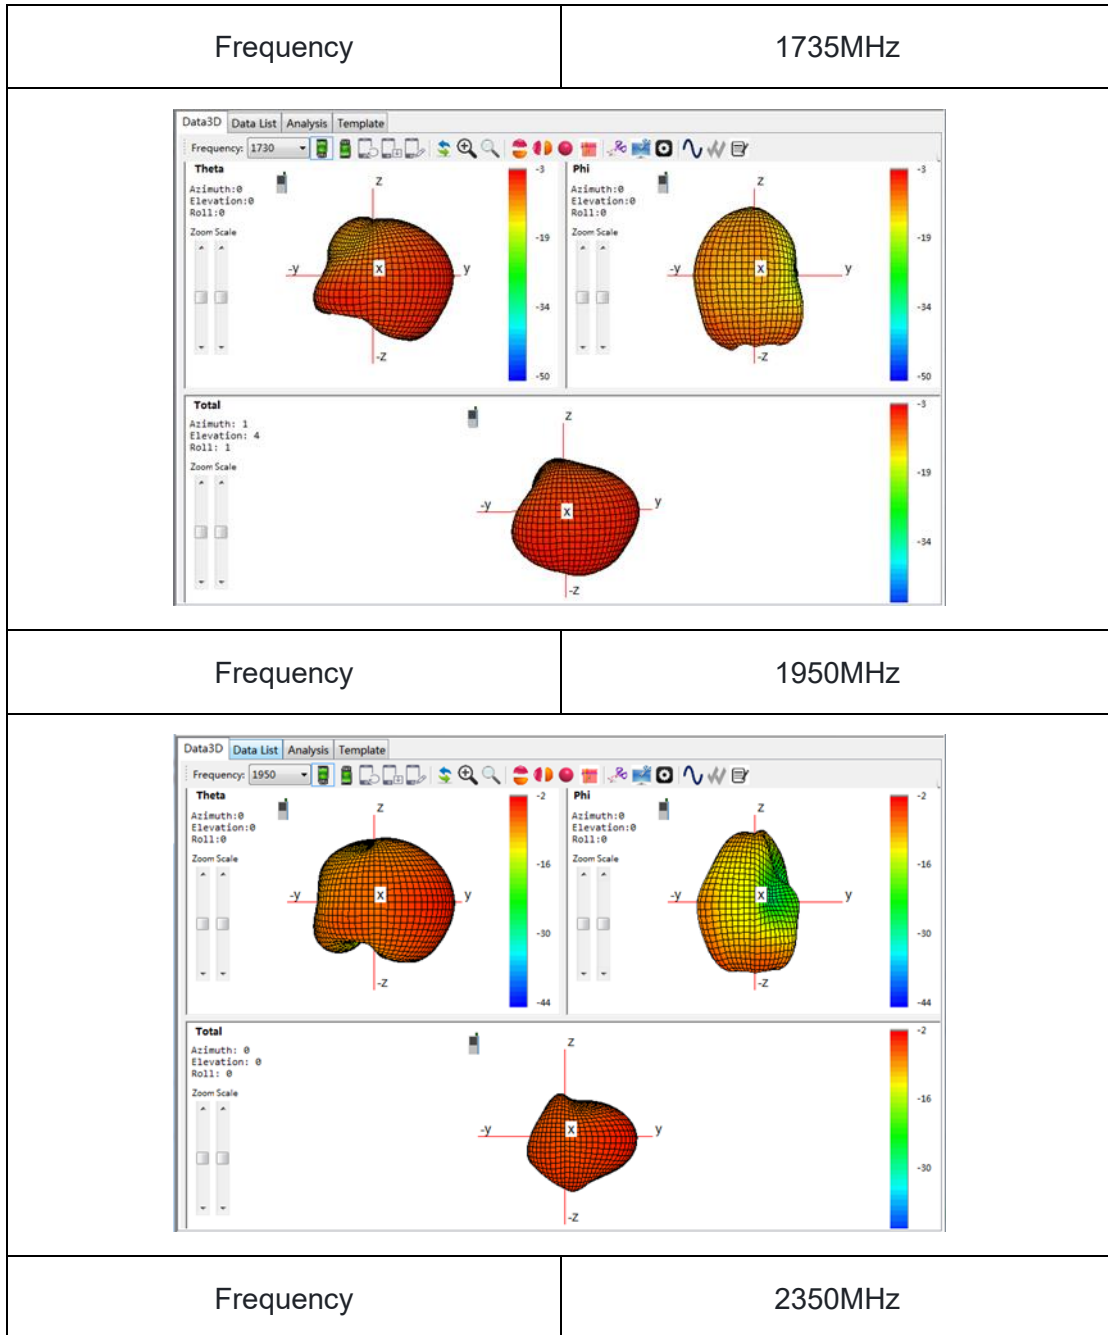 Frequency 1735MHz
Data3D Data List Analysis Template
Frequency: 1730
Theta
Azimuth:0
Elevation:0
Roll:0
Zoom Scale
z
-y x y
-z
-3
-19
-34
-50
Phi
Azimuth:0
Elevation:0
Roll:0
Zoom Scale
z
-y x y
-z
-3
-19
-34
-50
Total
Azimuth: 1
Elevation: 4
Roll: 1
Zoom Scale
z
-y x y
-z
-3
-19
-34
Frequency 1950MHz
Data3D Data List Analysis Template
Frequency: 1950
Theta
Azimuth:0
Elevation:0
Roll:0
Zoom Scale
z
-y x y
-z
-2
-16
-30
-44
Phi
Azimuth:0
Elevation:0
Roll:0
Zoom Scale
z
-y x y
-z
-2
-16
-30
-44
Total
Azimuth: 0
Elevation: 0
Roll: 0
Zoom Scale
z
-y x y
-z
-2
-16
-30
Frequency 2350MHz